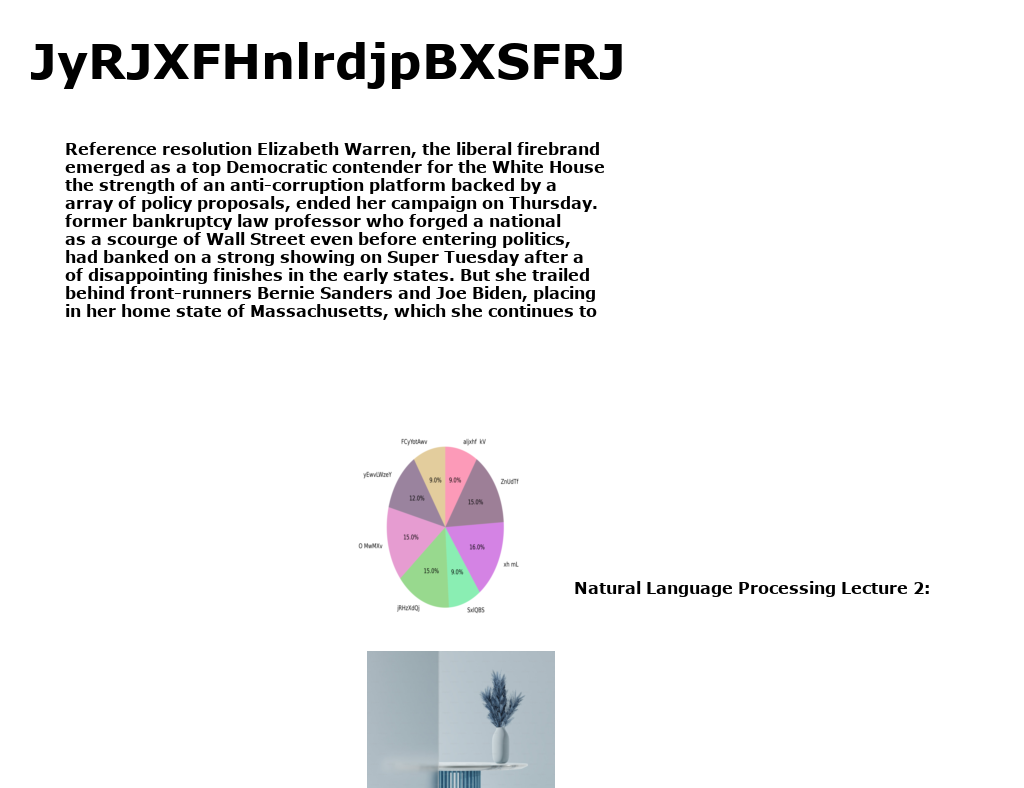 JyRJXFHnlrdjpBXSFRJ
Reference resolution Elizabeth Warren, the liberal firebrand
emerged as a top Democratic contender for the White House
the strength of an anti-corruption platform backed by a
array of policy proposals, ended her campaign on Thursday.
former bankruptcy law professor who forged a national
as a scourge of Wall Street even before entering politics,
had banked on a strong showing on Super Tuesday after a
of disappointing finishes in the early states. But she trailed
behind front-runners Bernie Sanders and Joe Biden, placing
in her home state of Massachusetts, which she continues to
FCyYotAwv
yEwvLWzeY
ZnUdTf
9.0% 9.0%
12.0%
15.0%
15.0%
16.0%
O MwMXv
xh mL
15.0%
9.0%
jRHzXdQj
SxIQBS
Natural Language Processing Lecture 2: